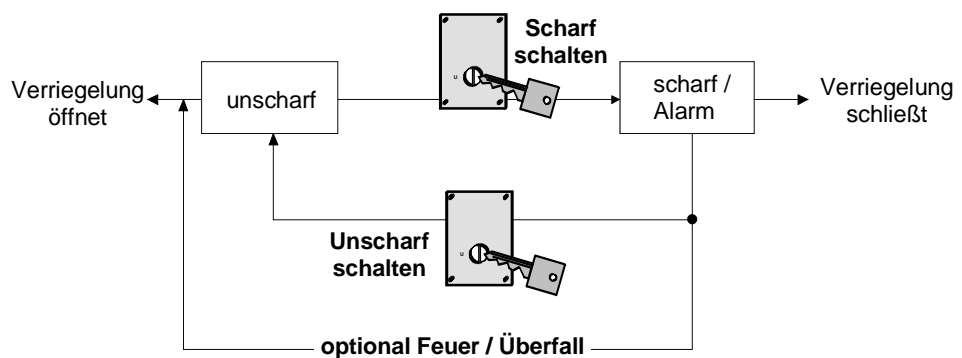 Scharf
schalten
Verriegelung
öffnet
unscharf
u
scharf /
Alarm
Verriegelung
schließt
Unscharf
schalten
u
optional Feuer / Überfall